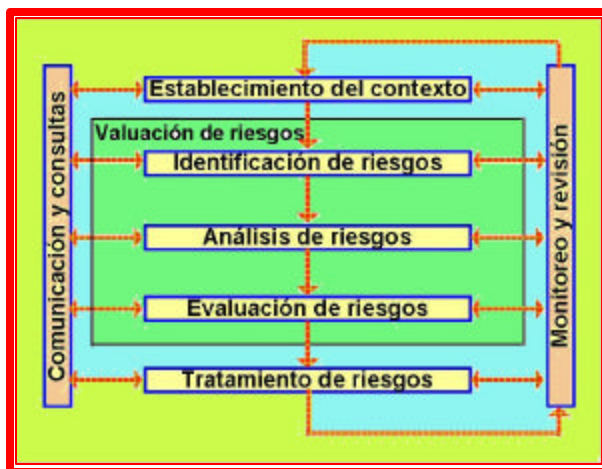 Establecimiento del contexto
Valuación de riesgos
Identificación de riesgos
Análisis de riesgos
Evaluación de riesgos
Tratamiento de riesgos
Comunicación y consultas
Monitoreo y revisión